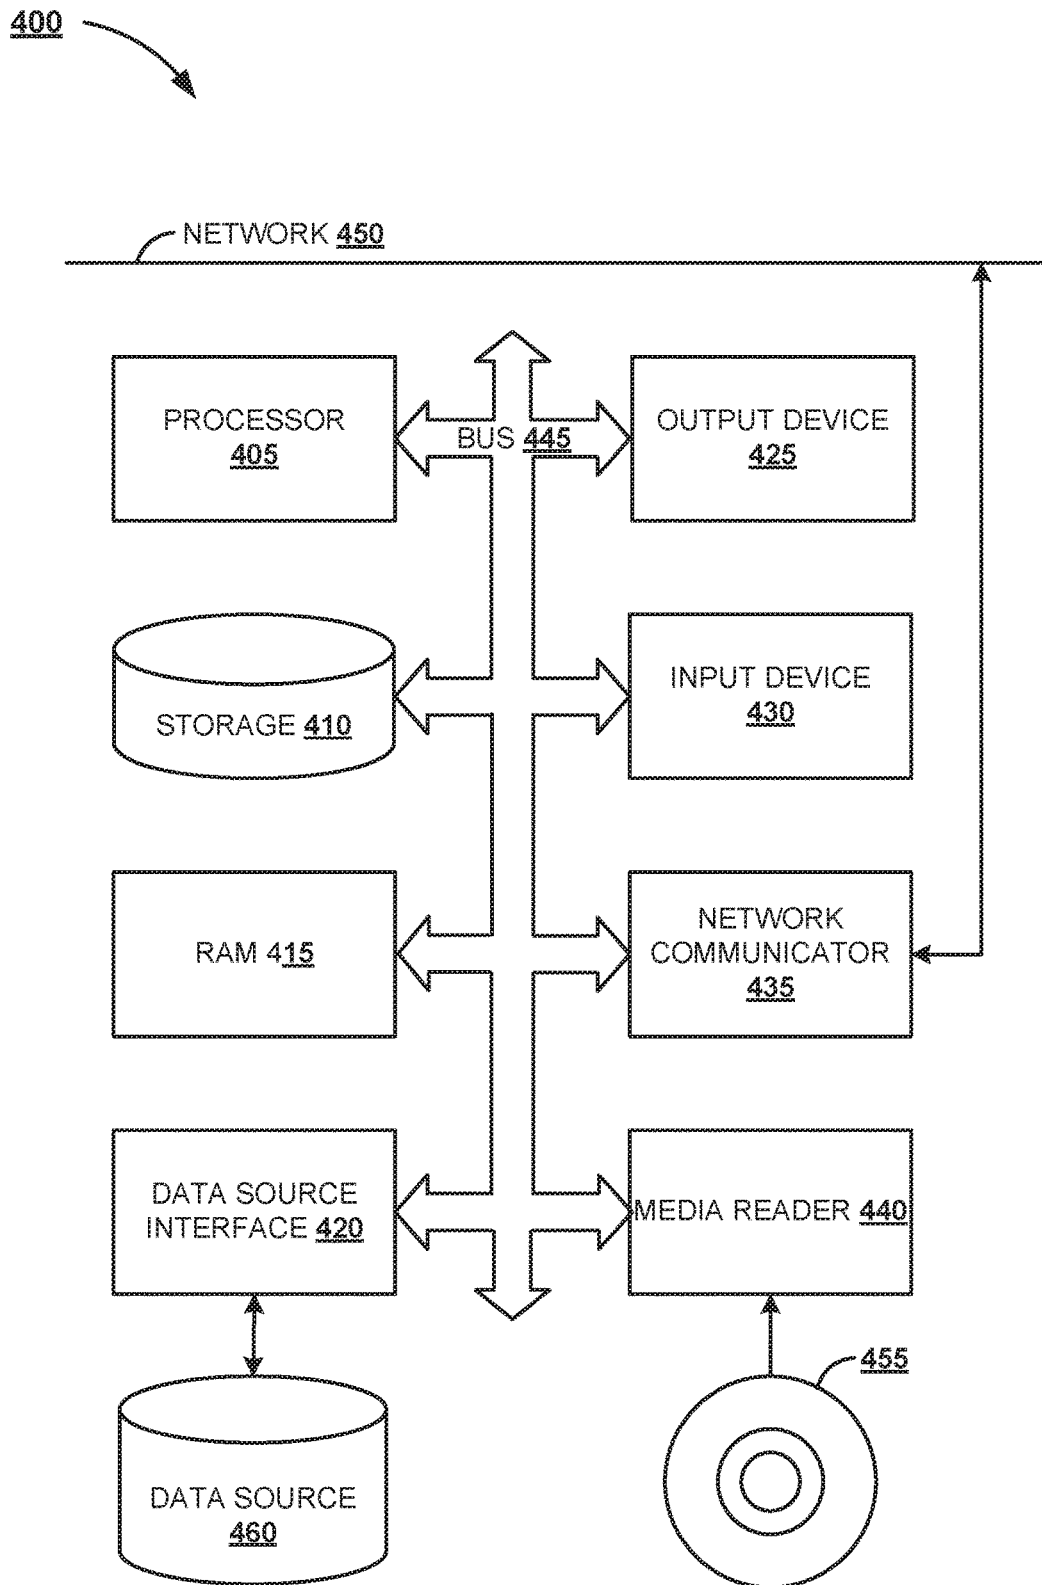 400
NETWORK 450
PROCESSOR
405
BUS 445
OUTPUT DEVICE
425
STORAGE 410
INPUT DEVICE
430
RAM 415
NETWORK
COMMUNICATOR
435
DATA SOURCE
INTERFACE 420
MEDIA READER 440
455
DATA SOURCE
460